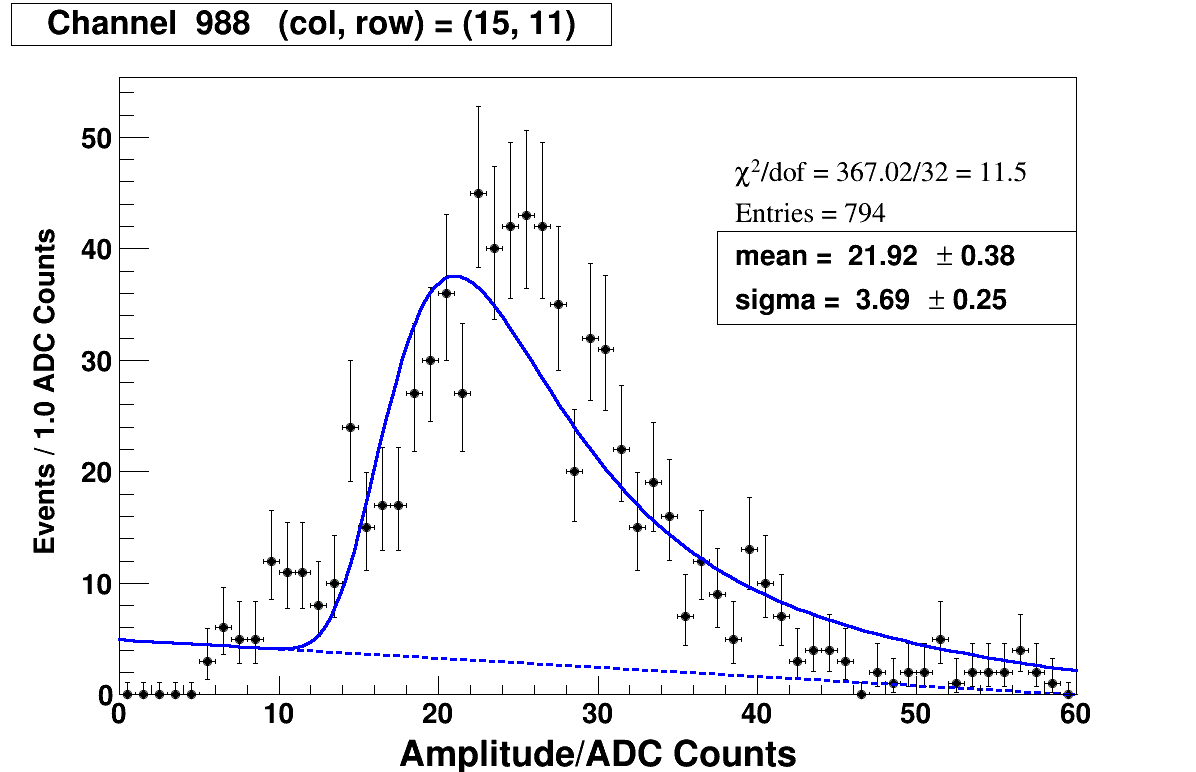 Channel 988 (col, row) = (15, 11)
χ²/dof = 367.02/32 = 11.5
Entries = 794
mean = 21.92 ± 0.38
sigma = 3.69 ± 0.25
Events / 1.0 ADC Counts
50
40
30
20
10
0
0 10 20 30 40 50 60
Amplitude/ADC Counts